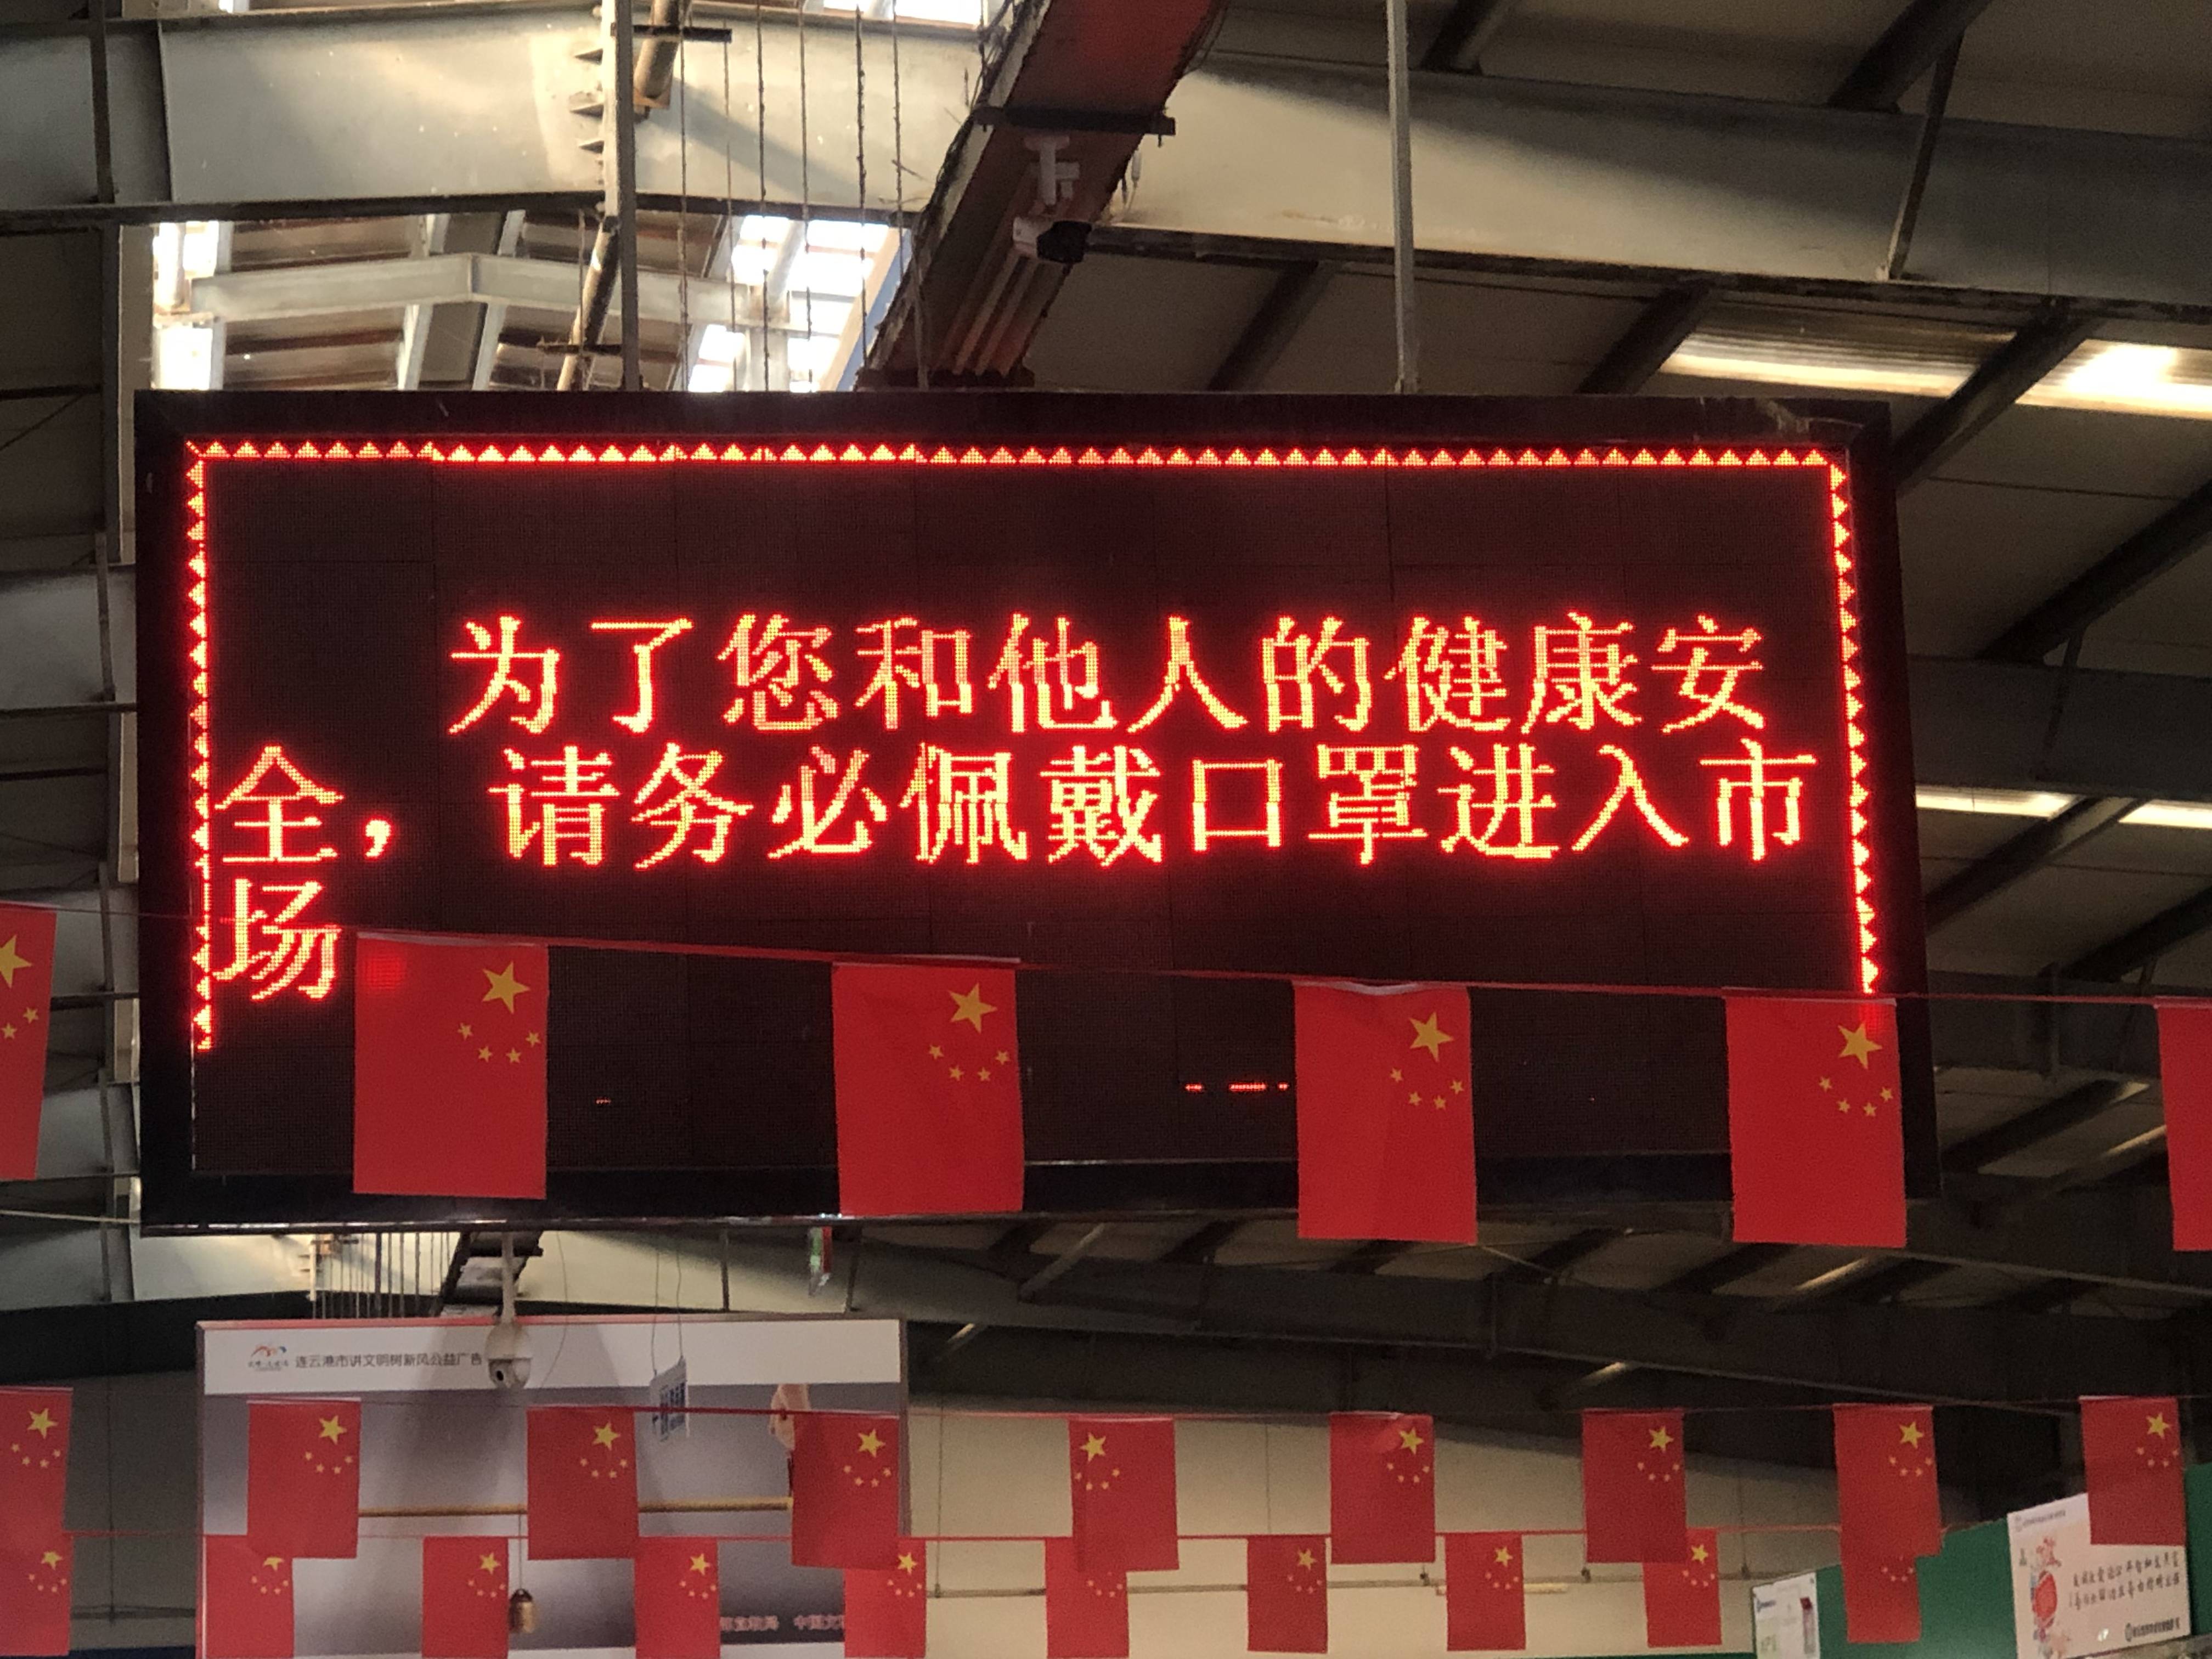 为了您和他人的健康安
全，请务必佩戴口罩进入市
场
连云港市讲文明树新风公益广告